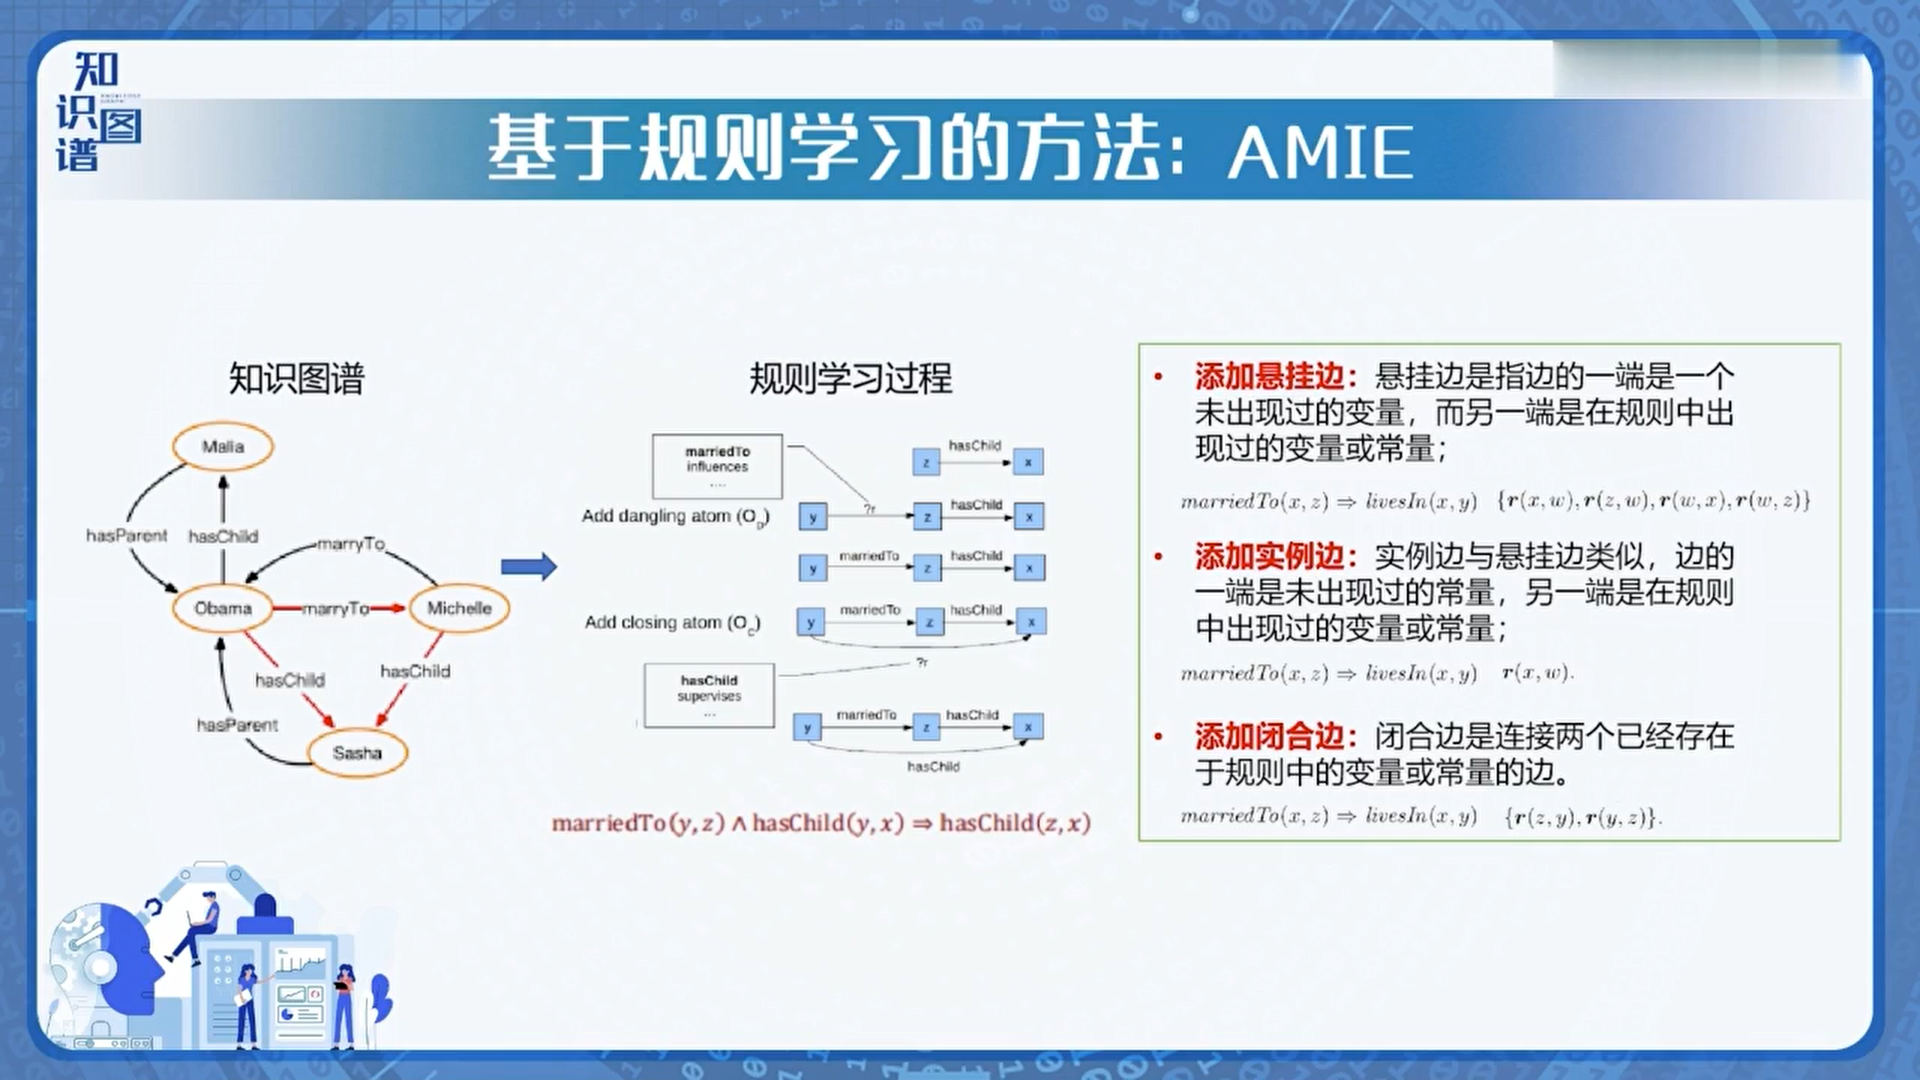 知
识图
谱
基于规则学习的方法：AMIE
知识图谱
Malia
hasParent
hasChild
marryTo
Obama
marryTo
Michelle
hasChild
hasChild
hasParent
Sasha
规则学习过程
marriedTo
influences
....
hasChild
z
x
Add dangling atom (O_D)
y
?r
z
hasChild
x
y
marriedTo
z
hasChild
x
Add closing atom (O_C)
y
marriedTo
z
hasChild
x
?r
hasChild
supervises
...
y
marriedTo
z
hasChild
x
hasChild
marriedTo(y, z) ∧ hasChild(y, x) ⇒ hasChild(z, x)
• 添加悬挂边：悬挂边是指边的一端是一个
未出现过的变量，而另一端是在规则中出
现过的变量或常量；
marriedTo(x, z) ⇒ livesIn(x, y) {r(x, w), r(z, w), r(w, x), r(w, z)}
• 添加实例边：实例边与悬挂边类似，边的
一端是未出现过的常量，另一端是在规则
中出现过的变量或常量；
marriedTo(x, z) ⇒ livesIn(x, y) r(x, w).
• 添加闭合边：闭合边是连接两个已经存在
于规则中的变量或常量的边。
marriedTo(x, z) ⇒ livesIn(x, y) {r(z, y), r(y, z)}.